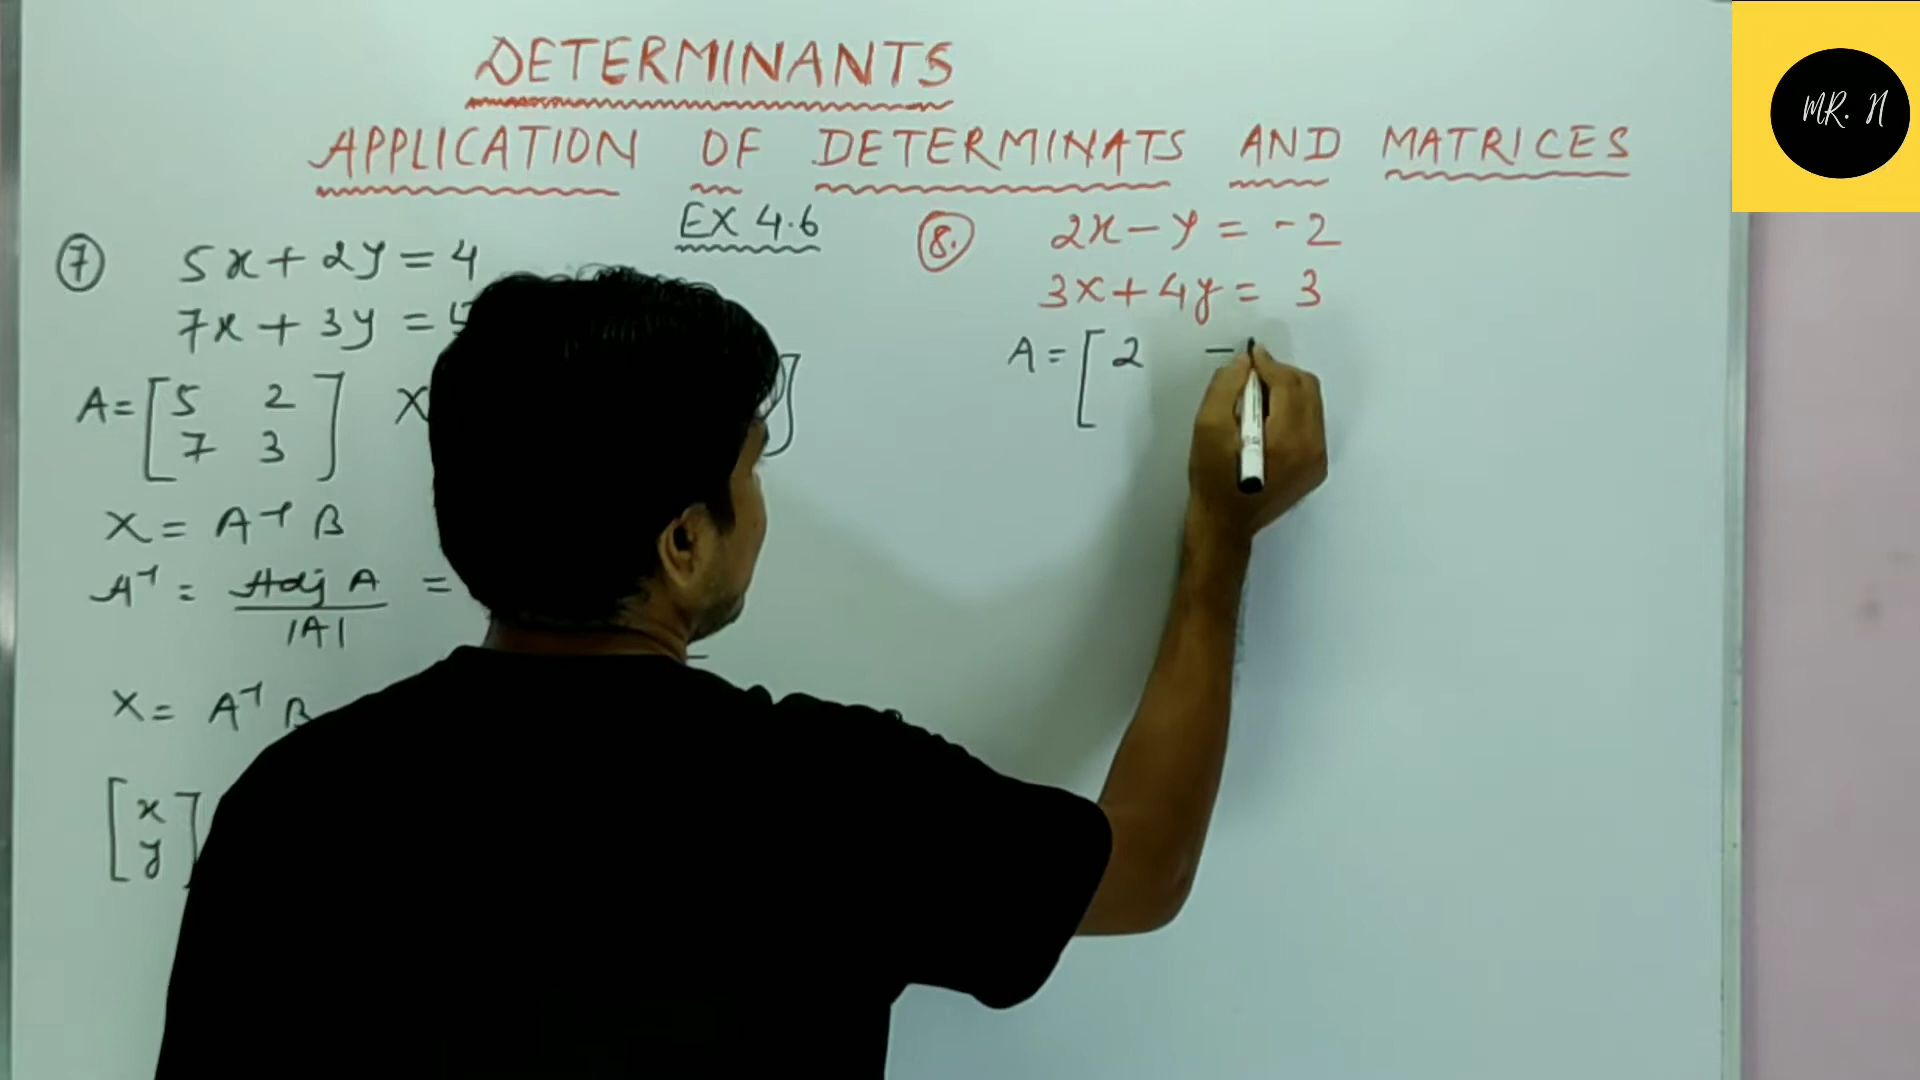 DETERMINANTS
APPLICATION OF DETERMINATS AND MATRICES
MR. N
EX 4.6
7 5x + 2y = 4
7x + 3y = 5
A = [ 5 2
7 3 ] X
X = A⁻¹ B
A⁻¹ = Adj A =
|A|
X = A⁻¹ B
[ x
y ]
8. 2x - y = -2
3x + 4y = 3
A = [ 2 -